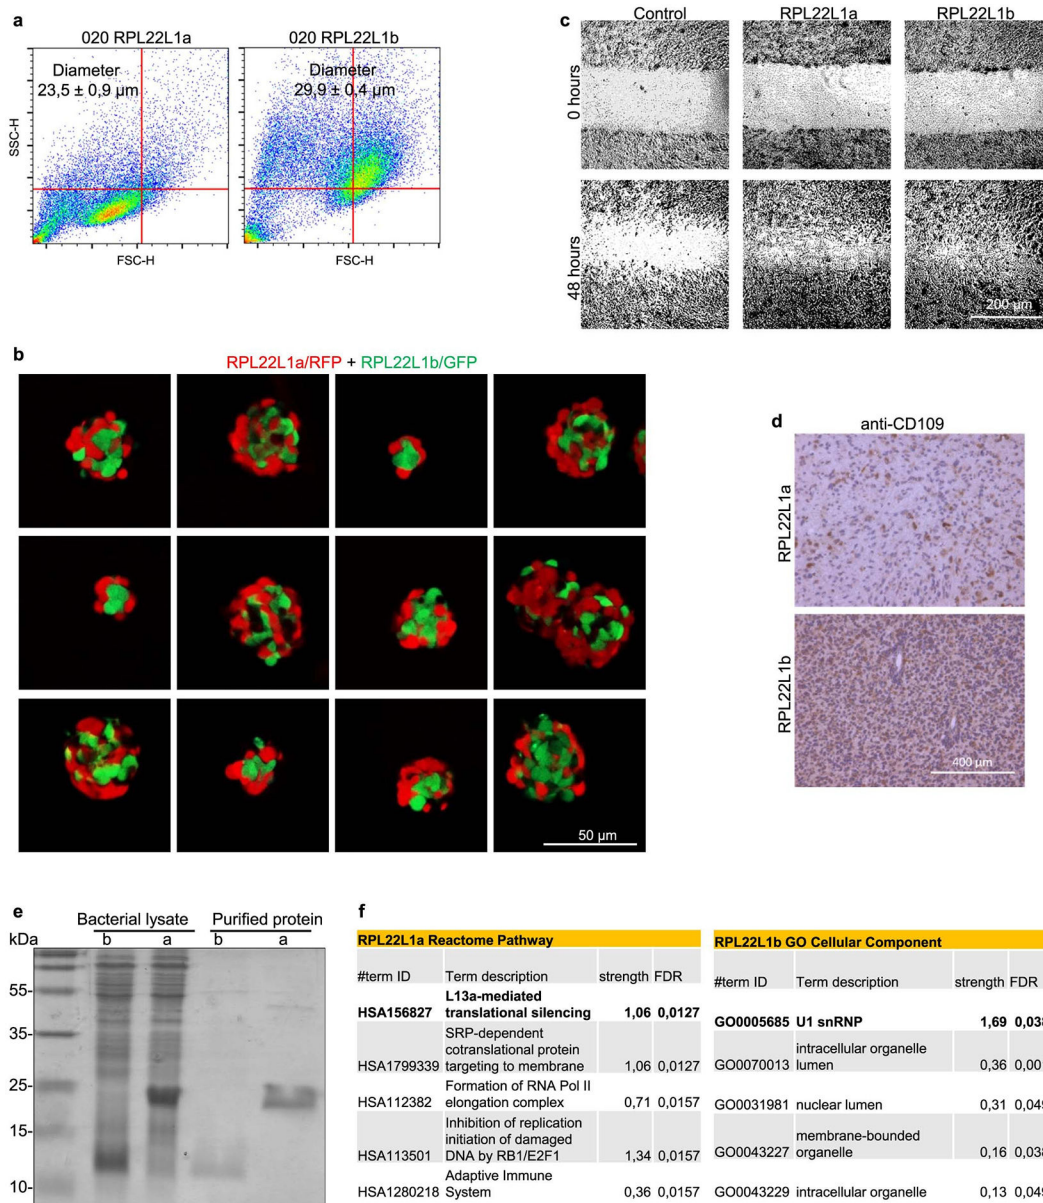 a
020 RPL22L1a
020 RPL22L1b
Diameter
23,5 ± 0,9 µm
Diameter
29,9 ± 0,4 µm
SSC-H
FSC-H
FSC-H
c
Control
RPL22L1a
RPL22L1b
0 hours
48 hours
200 µm
b
RPL22L1a/RFP + RPL22L1b/GFP
50 µm
d
anti-CD109
RPL22L1a
RPL22L1b
400 µm
e
Bacterial lysate
Purified protein
kDa
b
a
b
a
55-
35-
25-
15-
10-
f
RPL22L1a Reactome Pathway
#term ID Term description strength FDR
L13a-mediated
HSA156827 translational silencing 1,06 0,0127
SRP-dependent
cotranslational protein
HSA1799339 targeting to membrane 1,06 0,0127
Formation of RNA Pol II
HSA112382 elongation complex 0,71 0,0157
Inhibition of replication
initiation of damaged
HSA113501 DNA by RB1/E2F1 1,34 0,0157
Adaptive Immune
HSA1280218 System 0,36 0,0157
RPL22L1b GO Cellular Component
#term ID Term description strength FDR
GO0005685 U1 snRNP 1,69
intracellular organelle
GO0070013 lumen 0,36
GO0031981 nuclear lumen 0,31
membrane-bounded
GO0043227 organelle 0,16
GO0043229 intracellular organelle 0,13